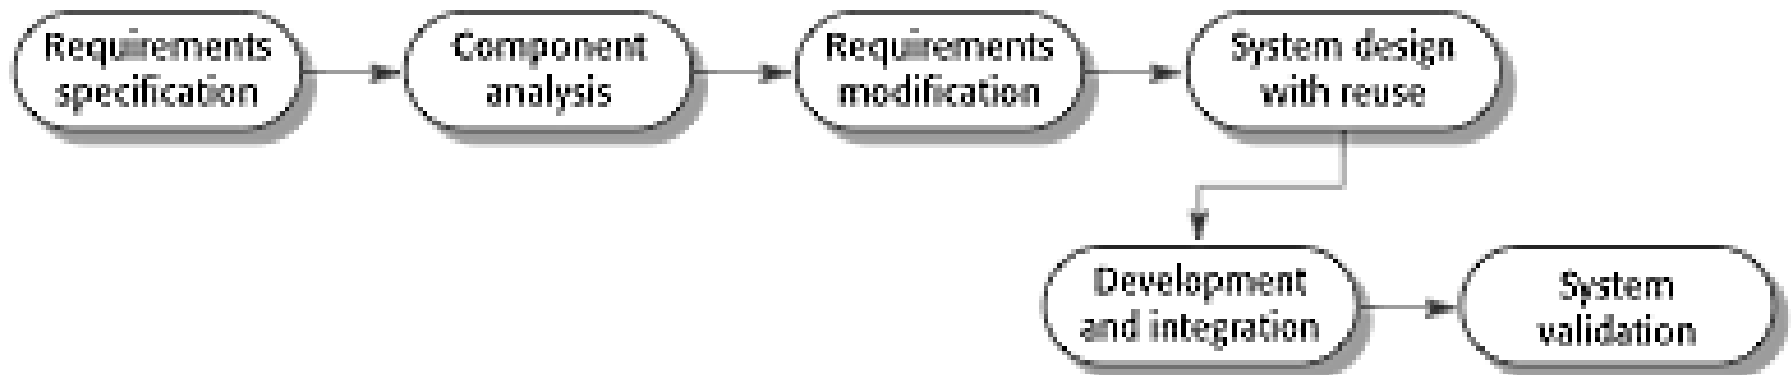 Requirements
specification
Component
analysis
Requirements
modification
System design
with reuse
Development
and integration
System
validation